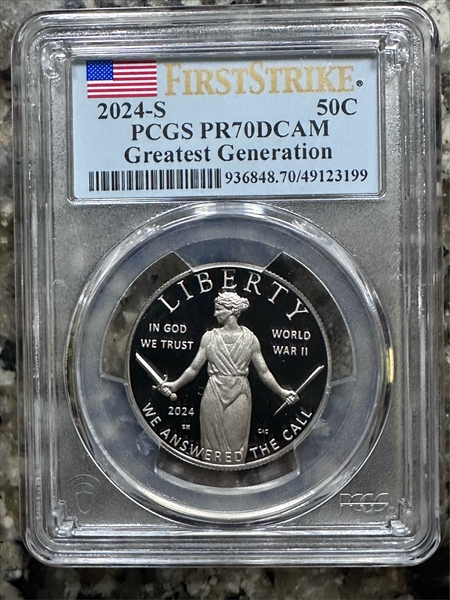 FIRSTSTRIKE®
2024-S 50C
PCGS PR70DCAM
Greatest Generation
936848.70/49123199
LIBERTY
IN GOD WE TRUST
WORLD WAR II
2024
WE ANSWERED THE CALL
PCGS